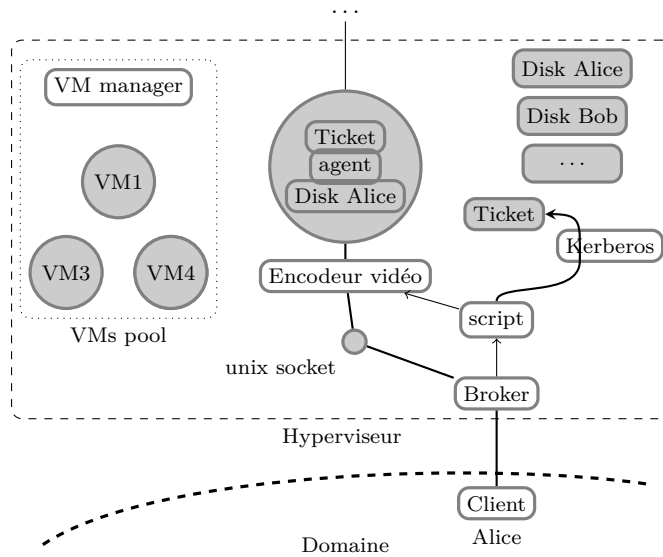 ...
VM manager
Disk Alice
Disk Bob
...
Ticket
agent
Disk Alice
VM1
Ticket
Kerberos
VM3
VM4
Encodeur vidéo
script
VMs pool
unix socket
Broker
Hyperviseur
Client
Alice
Domaine